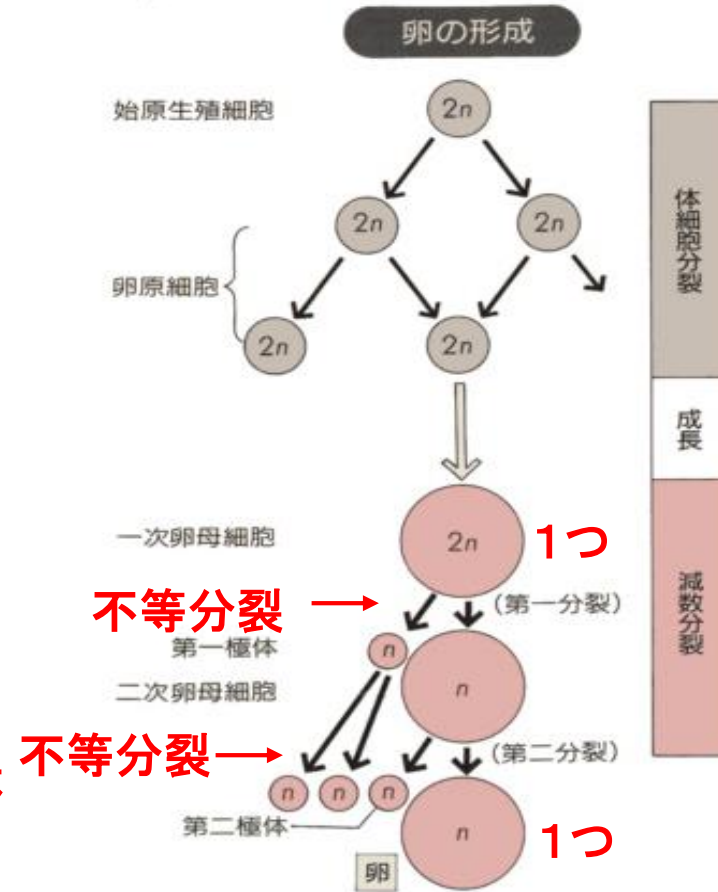 卵の形成
始原生殖細胞
2n
2n
2n
卵原細胞
2n
2n
体細胞分裂
成長
一次卵母細胞
2n
1つ
不等分裂
(第一分裂)
減数分裂
第一極体
n
二次卵母細胞
n
不等分裂
(第二分裂)
n
n
n
第二極体
n
1つ
卵